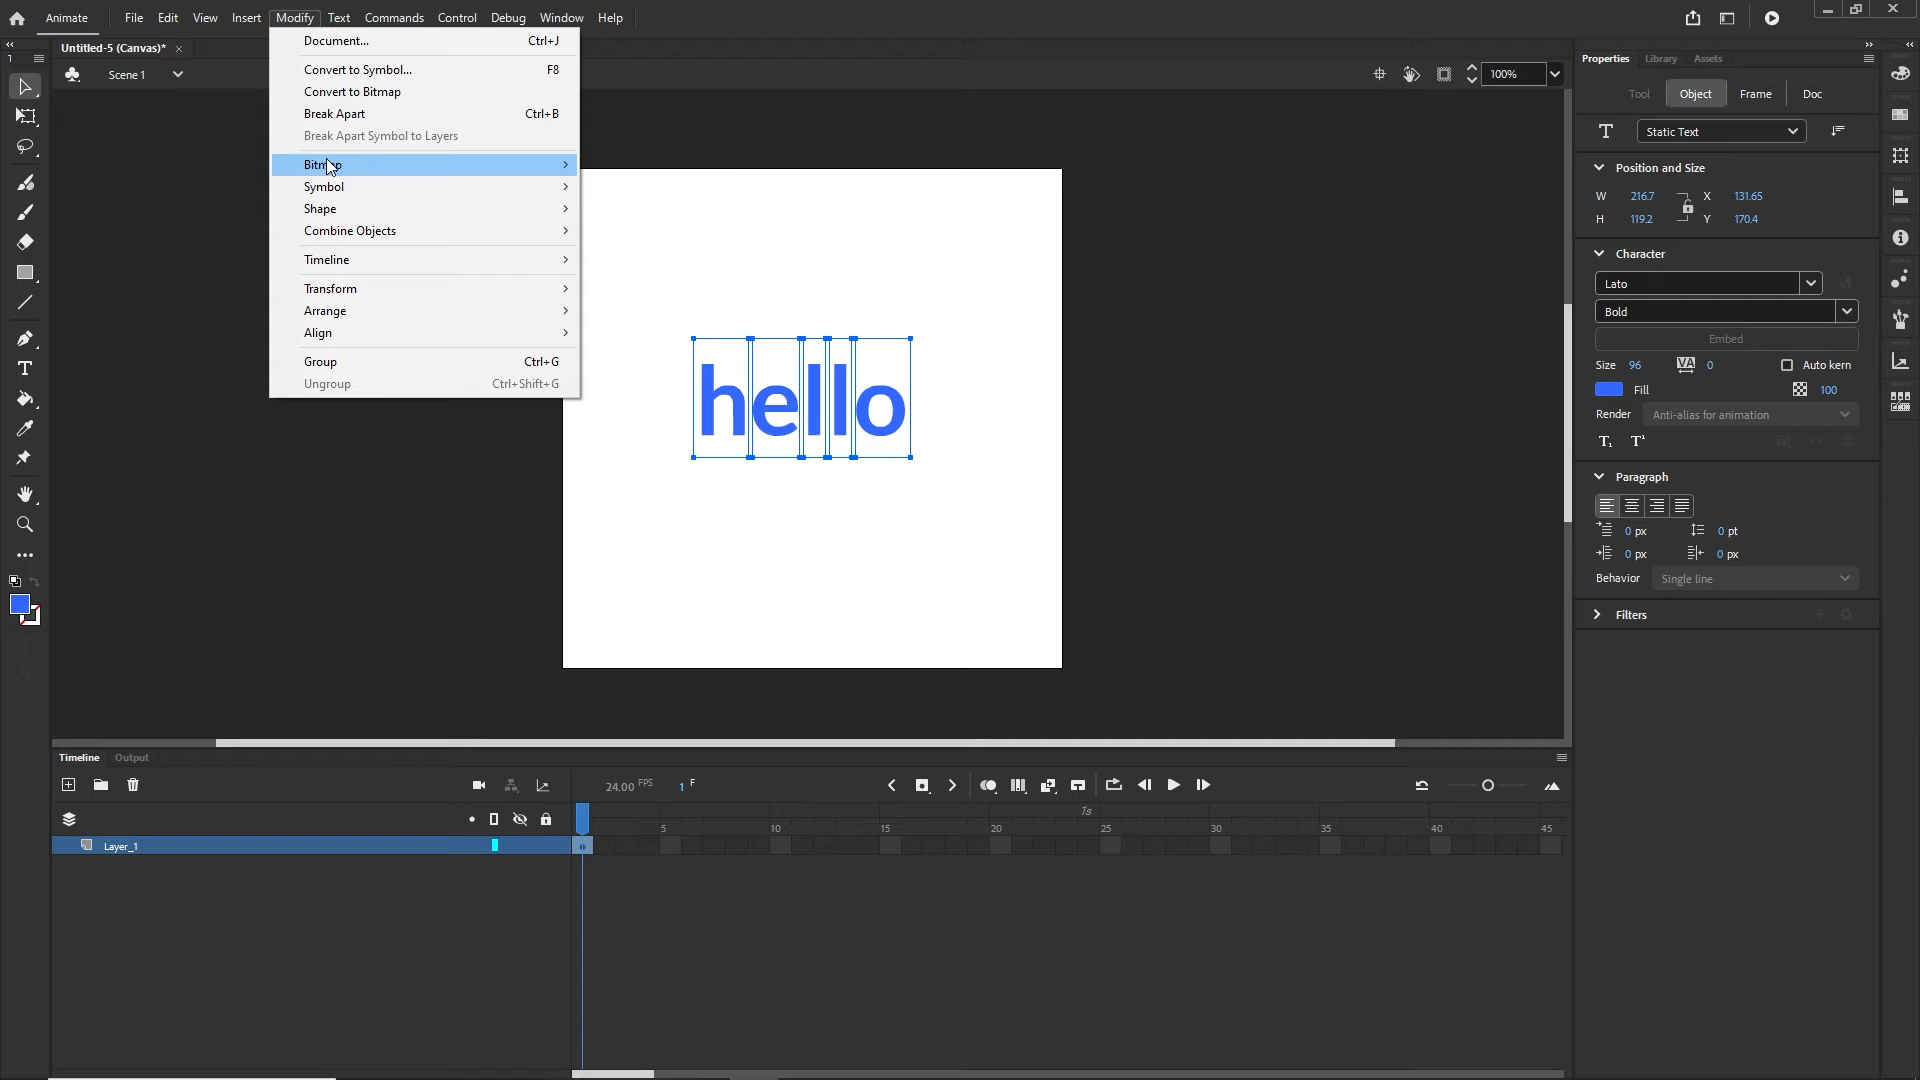 Animate File Edit View Insert Modify Text Commands Control Debug Window Help
Untitled-5 (Canvas)* ×
1
Scene 1
100%
Document... Ctrl+J
Convert to Symbol... F8
Convert to Bitmap
Break Apart Ctrl+B
Break Apart Symbol to Layers
Bitmap
Symbol
Shape
Combine Objects
Timeline
Transform
Arrange
Align
Group Ctrl+G
Ungroup Ctrl+Shift+G
hello
Properties Library Assets
Tool Object Frame Doc
Static Text
Position and Size
W 216.7 X 131.65
H 119.2 Y 170.4
Character
Lato
Bold
Embed
Size 96 VA 0 Auto kern
Fill 100
Render Anti-alias for animation
Paragraph
0 px 0 pt
0 px 0 px
Behavior Single line
Filters
Timeline Output
24.00 FPS 1 F
1s
5 10 15 20 25 30 35 40 45
Layer_1